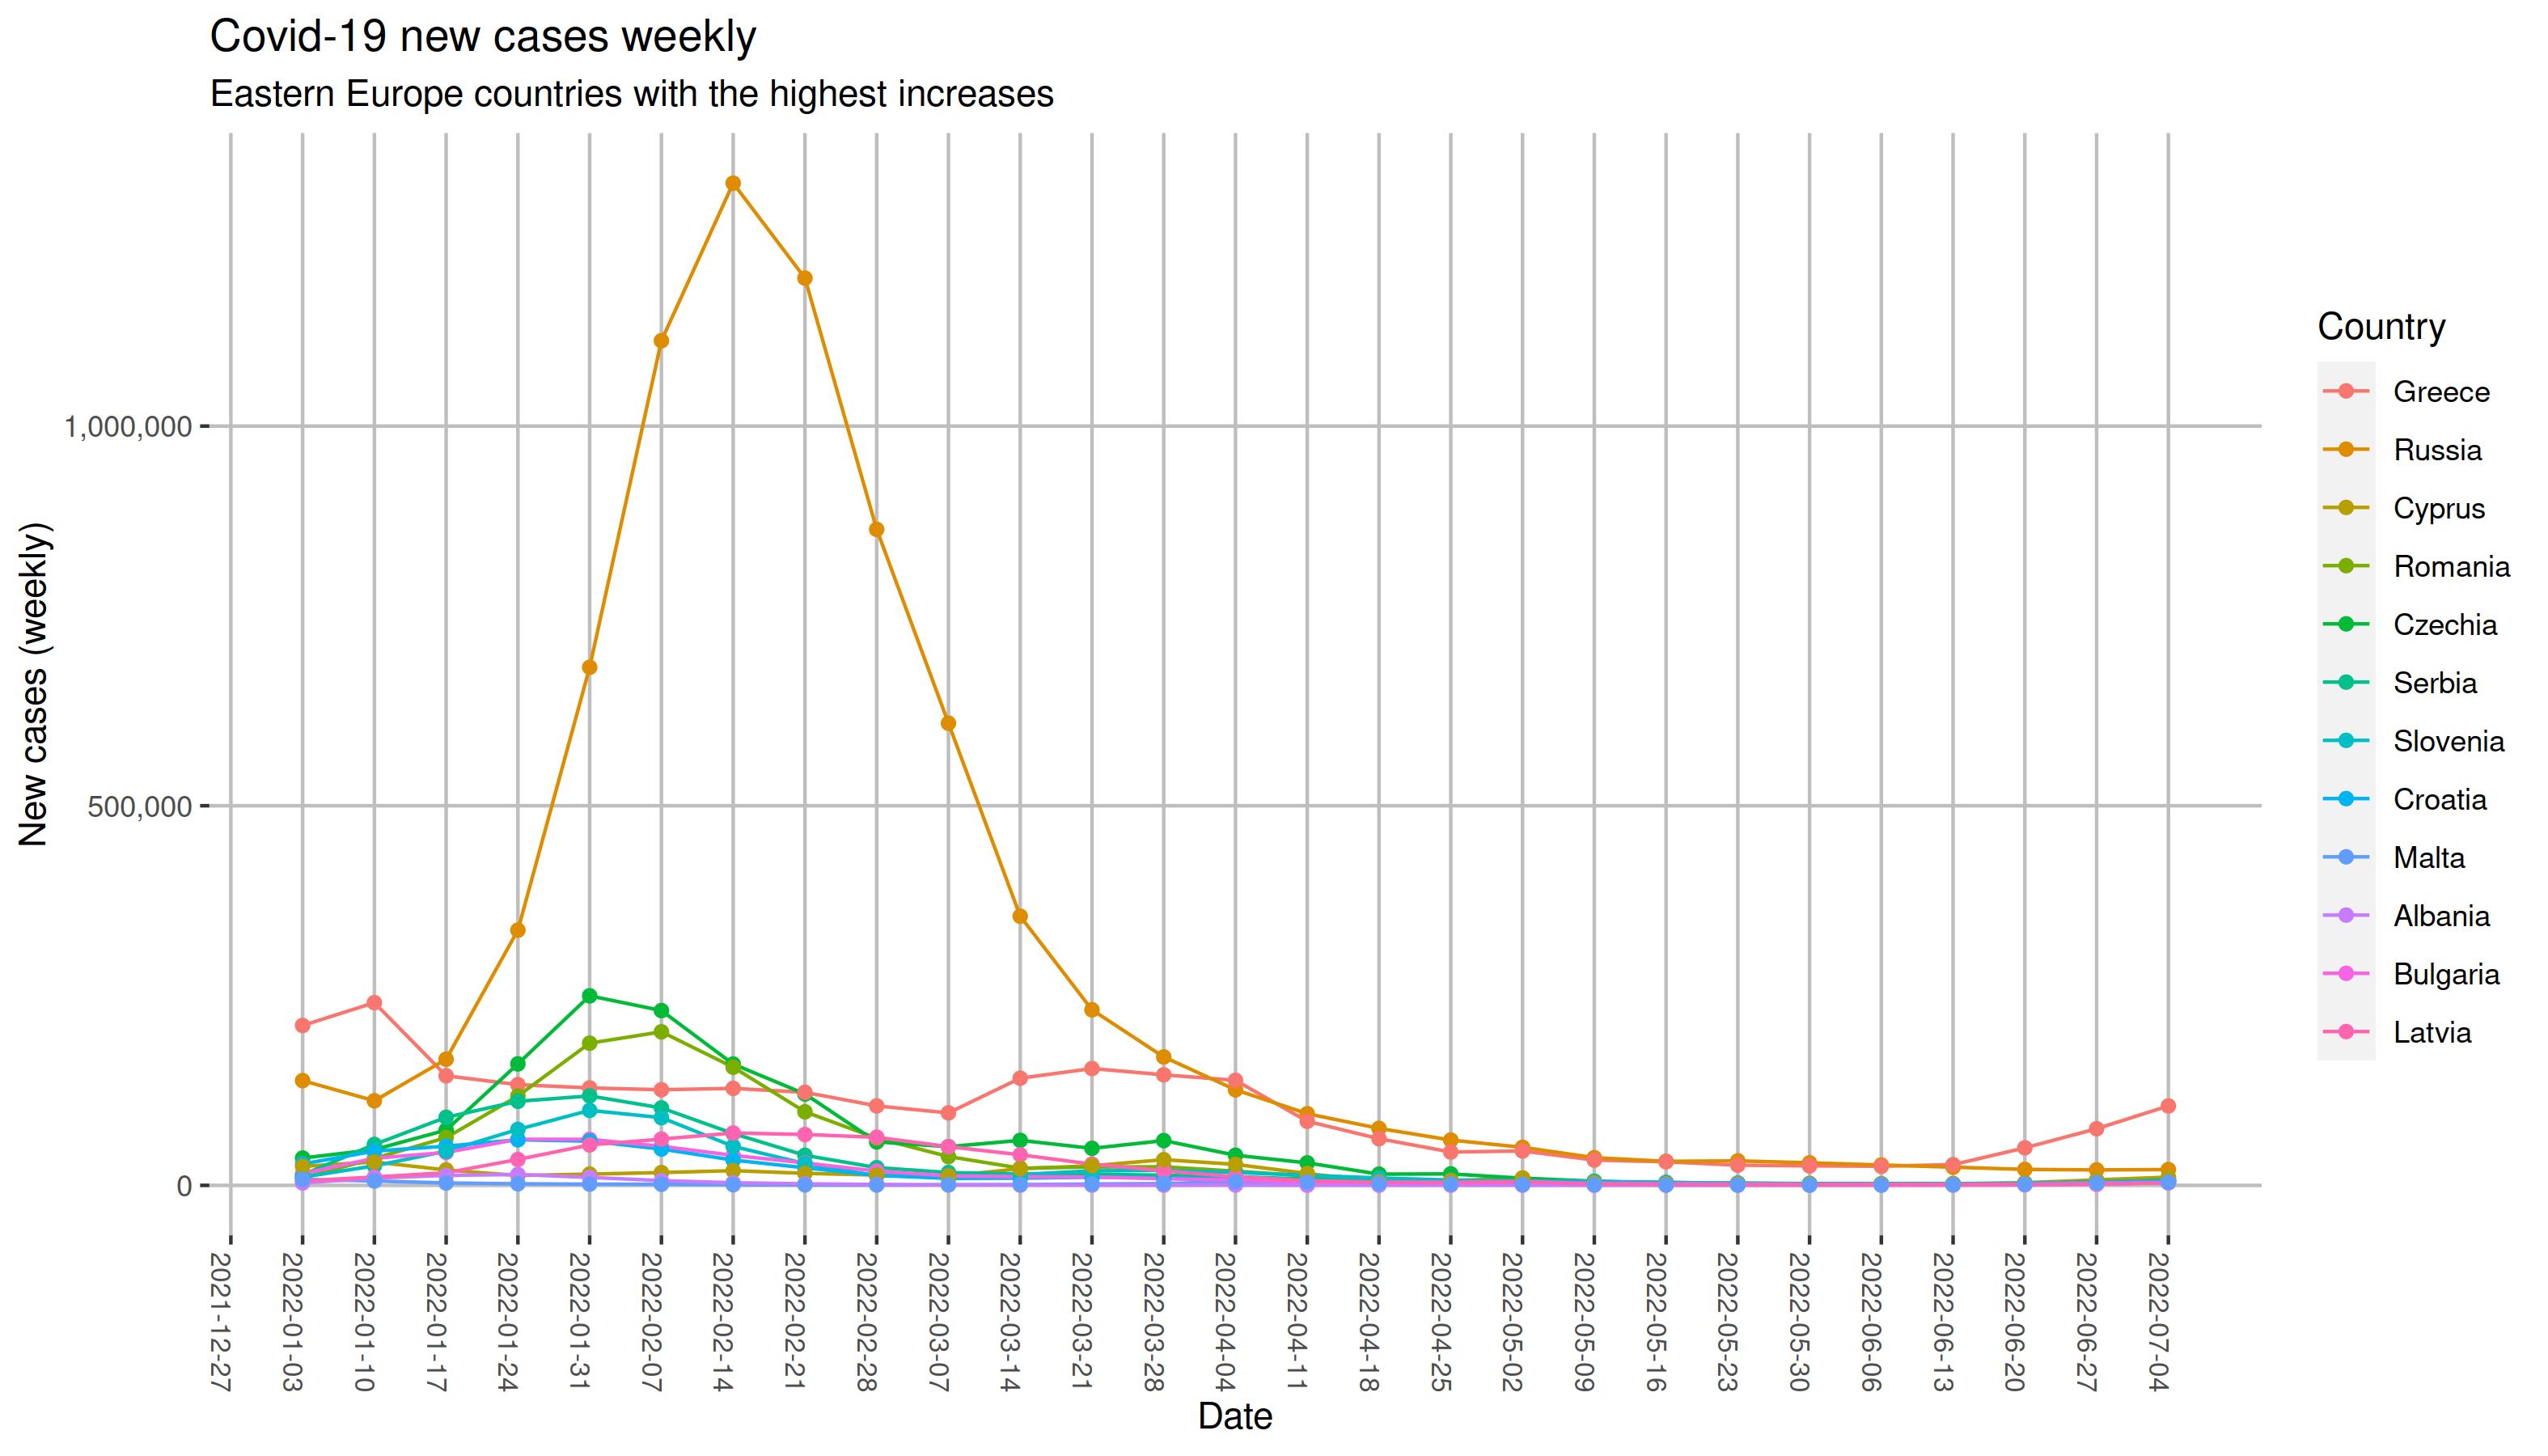 Covid-19 new cases weekly
Eastern Europe countries with the highest increases
New cases (weekly)
1,000,000
500,000
0
2021-12-27
2022-01-03
2022-01-10
2022-01-17
2022-01-24
2022-01-31
2022-02-07
2022-02-14
2022-02-21
2022-02-28
2022-03-07
2022-03-14
2022-03-21
2022-03-28
2022-04-04
2022-04-11
2022-04-18
2022-04-25
2022-05-02
2022-05-09
2022-05-16
2022-05-23
2022-05-30
2022-06-06
2022-06-13
2022-06-20
2022-06-27
2022-07-04
Date
Country
Greece
Russia
Cyprus
Romania
Czechia
Serbia
Slovenia
Croatia
Malta
Albania
Bulgaria
Latvia